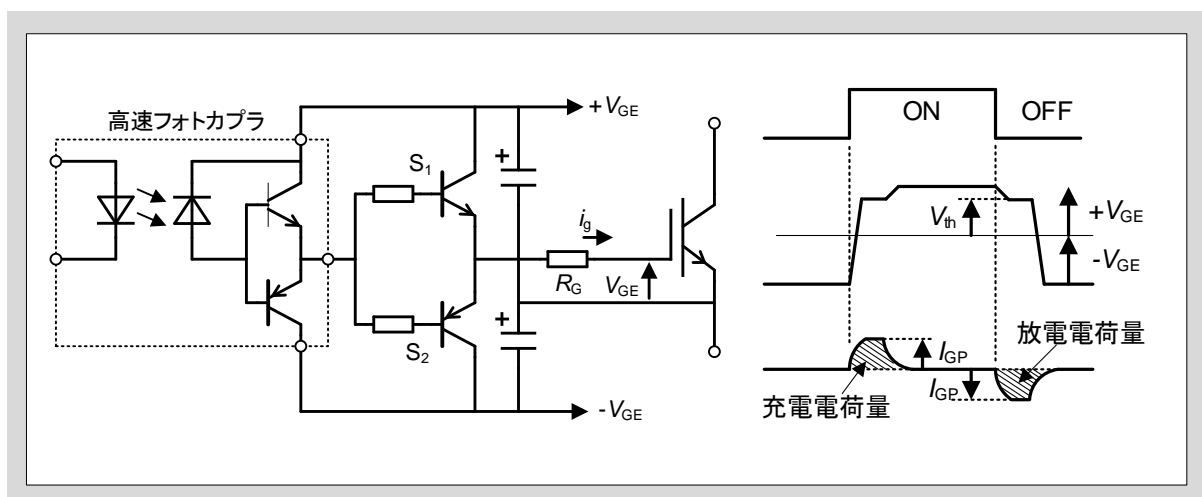 高速フォトカプラ
S1
S2
+VGE
-VGE
ig
RG
VGE
ON
OFF
Vth
+VGE
-VGE
IGP
IGP
充電電荷量
放電電荷量